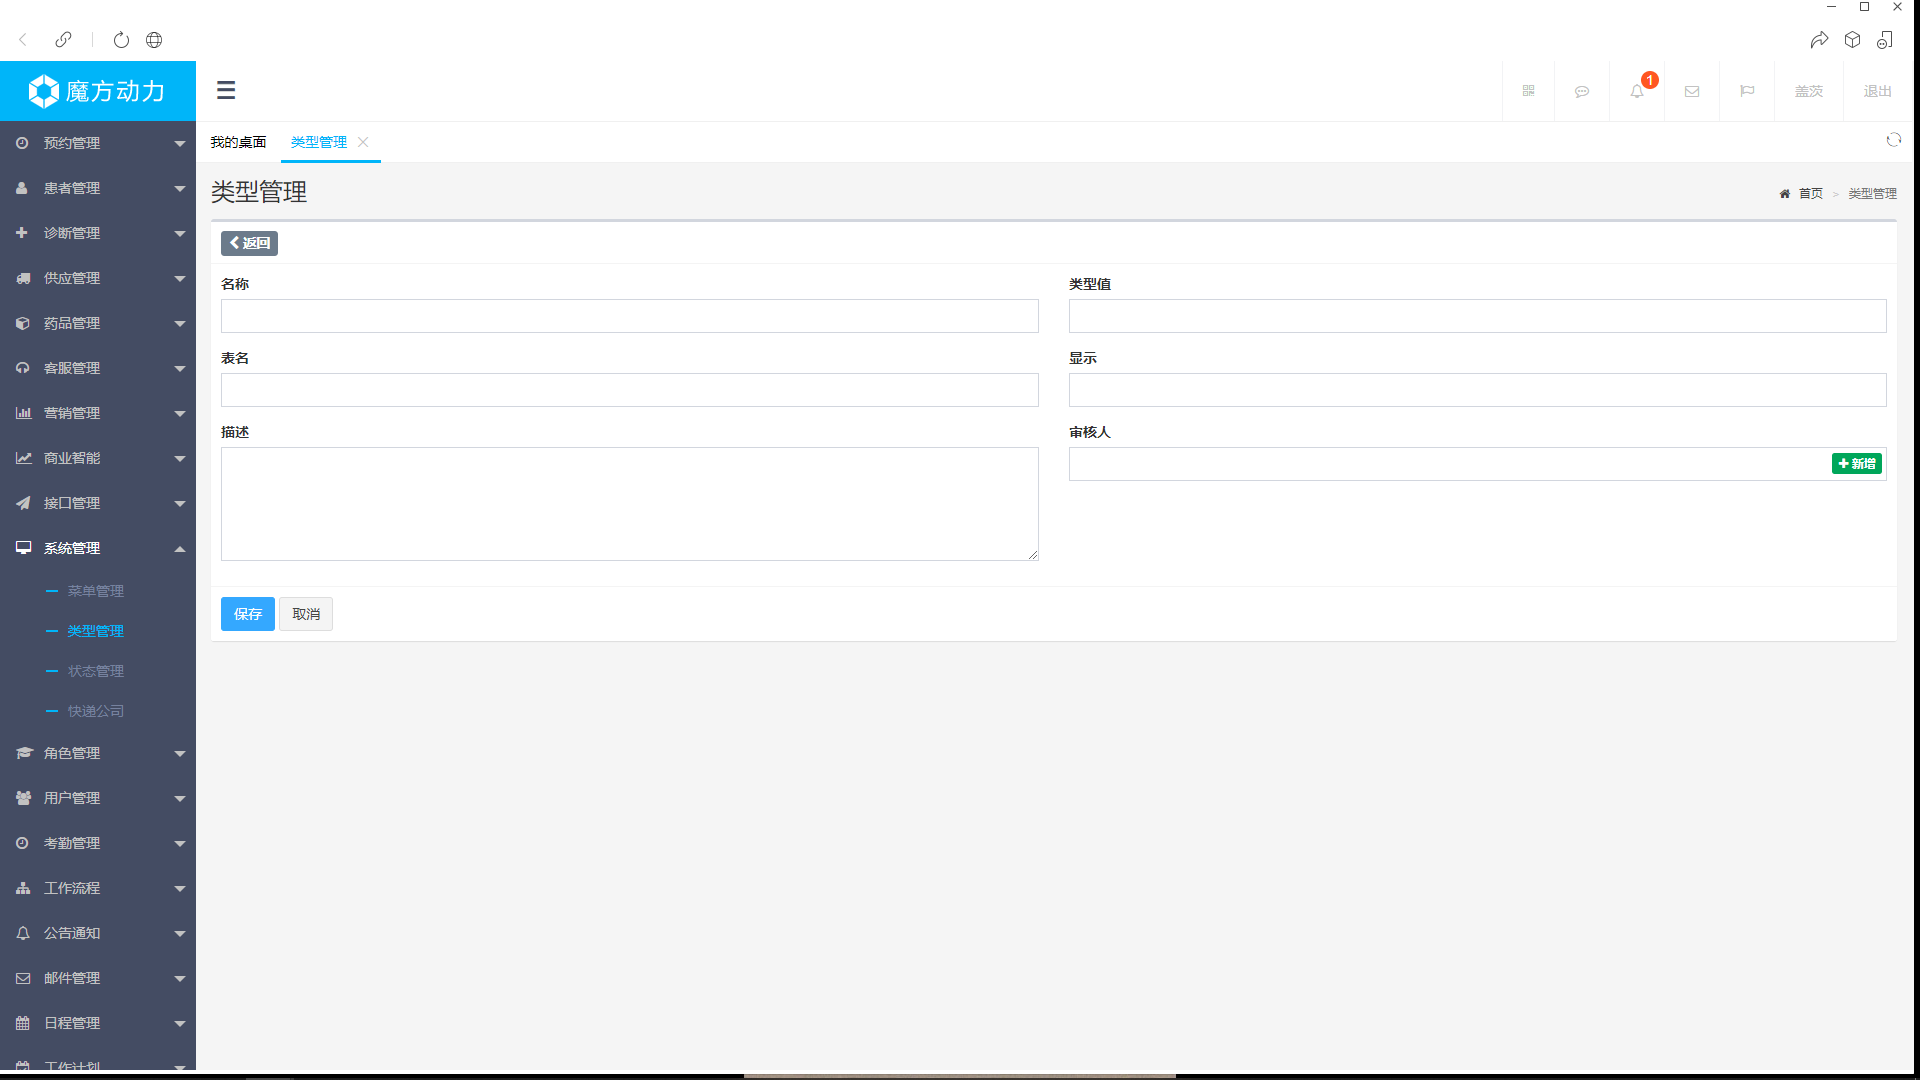 魔方动力
1
盖茨
退出
预约管理
患者管理
诊断管理
供应管理
药品管理
客服管理
营销管理
商业智能
接口管理
系统管理
菜单管理
类型管理
状态管理
快递公司
角色管理
用户管理
考勤管理
工作流程
公告通知
邮件管理
日程管理
工作计划
我的桌面
类型管理
类型管理
首页 > 类型管理
返回
名称
类型值
表名
显示
描述
审核人
新增
保存
取消